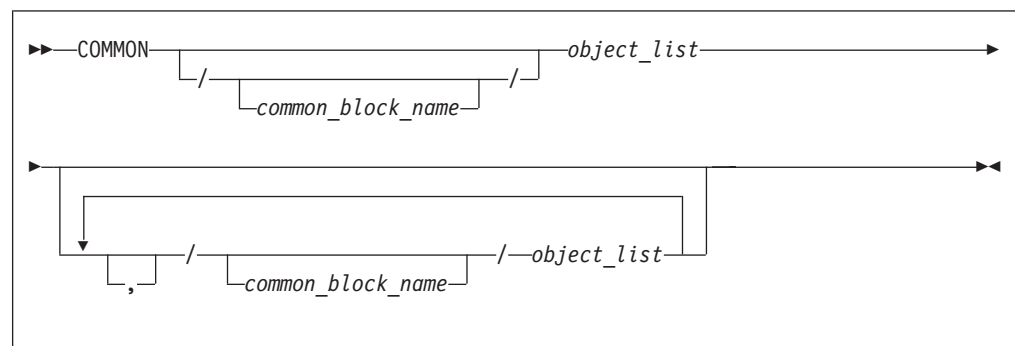 COMMON object_list
/ /
common_block_name
/ / object_list
, common_block_name